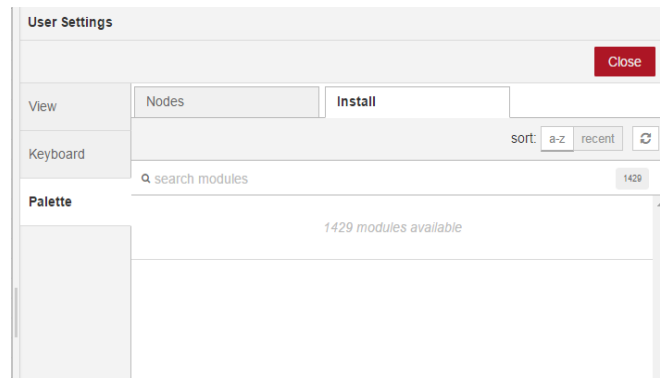 User Settings
Close
View
Nodes
Install
sort:
a-z
recent
Keyboard
search modules
1429
Palette
1429 modules available